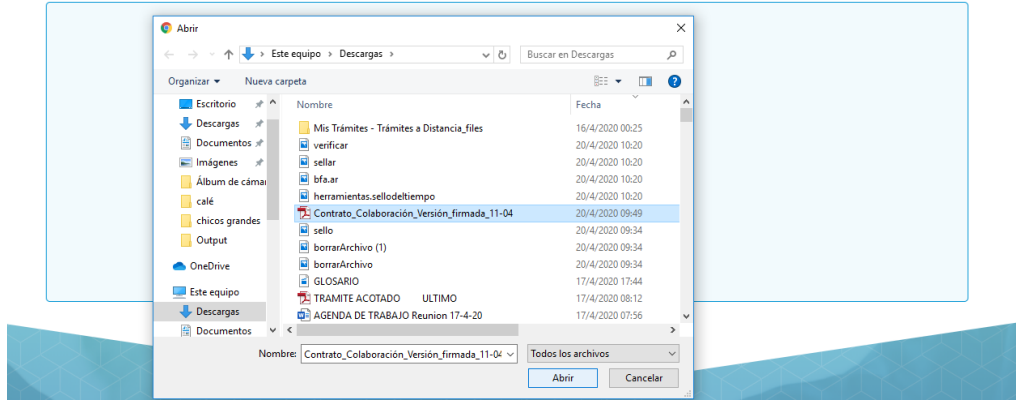 Abrir
Este equipo > Descargas >
Buscar en Descargas
Organizar
Nueva carpeta
Escritorio
Descargas
Documentos
Imágenes
Álbum de cámar
calé
chicos grandes
Output
OneDrive
Este equipo
Descargas
Documentos
Nombre Fecha
Mis Trámites - Trámites a Distancia_files 16/4/2020 00:25
verificar 20/4/2020 10:20
sellar 20/4/2020 10:20
bfa.ar 20/4/2020 10:20
herramientas.sellodeltiempo 20/4/2020 10:20
Contrato_Colaboración_Versión_firmada_11-04 20/4/2020 09:49
sello 20/4/2020 09:34
borrarArchivo (1) 20/4/2020 09:34
borrarArchivo 20/4/2020 09:34
GLOSARIO 17/4/2020 17:44
TRAMITE ACOTADO ULTIMO 17/4/2020 08:12
AGENDA DE TRABAJO Reunion 17-4-20 17/4/2020 07:56
Nombre: Contrato_Colaboración_Versión_firmada_11-04
Todos los archivos
Abrir
Cancelar